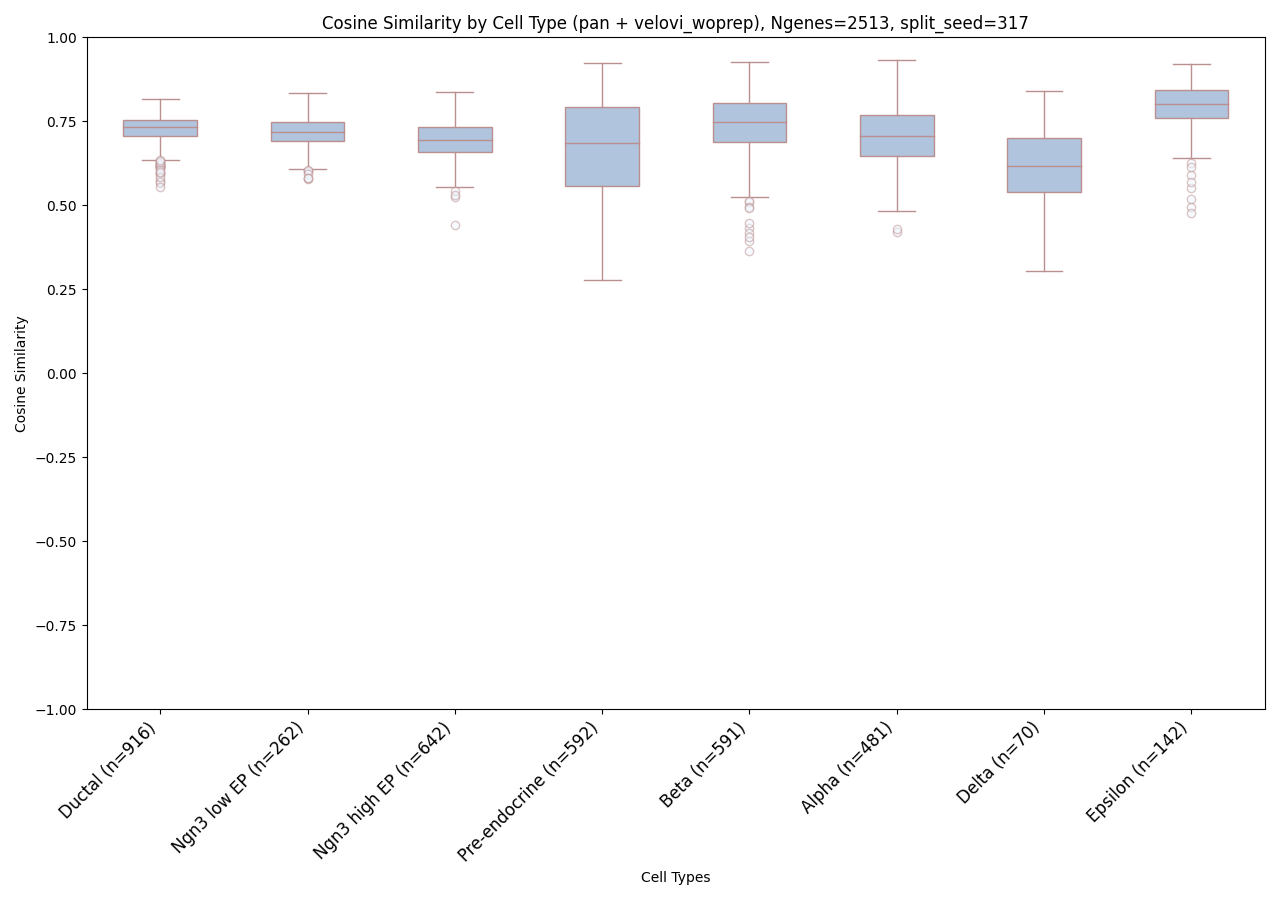 Cosine Similarity by Cell Type (pan + velovi_woprep), Ngenes=2513, split_seed=317
Cosine Similarity
1.00
0.75
0.50
0.25
0.00
−0.25
−0.50
−0.75
−1.00
Ductal (n=916)
Ngn3 low EP (n=262)
Ngn3 high EP (n=642)
Pre-endocrine (n=592)
Beta (n=591)
Alpha (n=481)
Delta (n=70)
Epsilon (n=142)
Cell Types